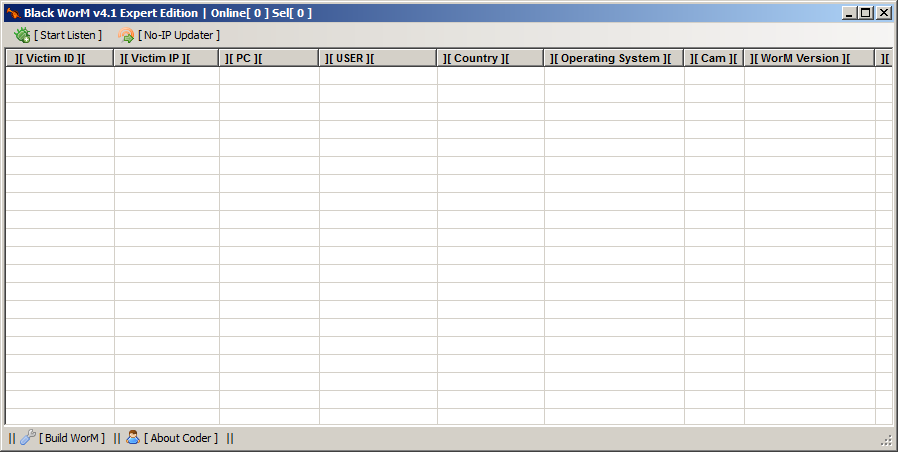 Black WorM v4.1 Expert Edition | Online[ 0 ] Sel[ 0 ]
[ Start Listen ] [ No-IP Updater ]
][ Victim ID ][ ][ Victim IP ][ ][ PC ][ ][ USER ][ ][ Country ][ ][ Operating System ][ ][ Cam ][ ][ WorM Version ][ ][
|| [ Build WorM ] || [ About Coder ] ||